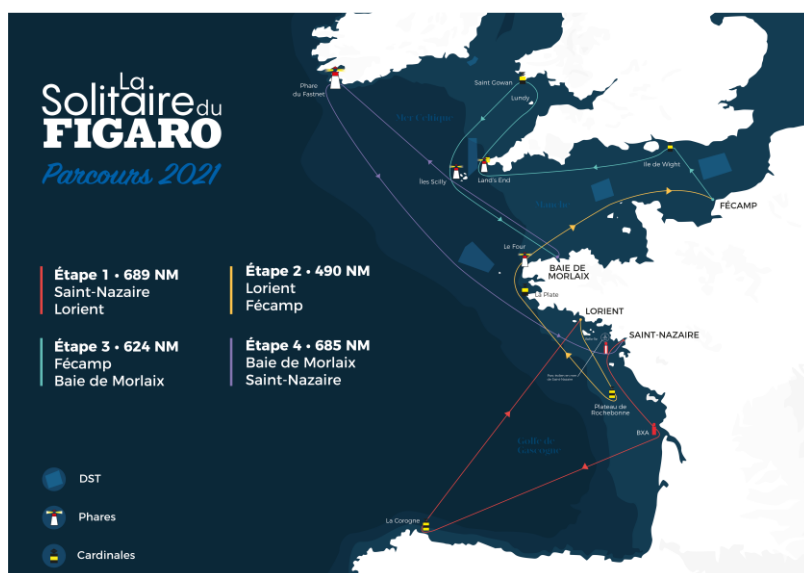 La
Solitaire du
FIGARO
Parcours 2021
Étape 1 • 689 NM
Saint-Nazaire
Lorient
Étape 2 • 490 NM
Lorient
Fécamp
Étape 3 • 624 NM
Fécamp
Baie de Morlaix
Étape 4 • 685 NM
Baie de Morlaix
Saint-Nazaire
DST
Phares
Cardinales
Phare
du Fastnet
Saint Gowan
Lundy
Mer Celtique
Îles Scilly
Land's End
Ile de Wight
Manche
FÉCAMP
Le Four
BAIE DE
MORLAIX
La Plate
LORIENT
SAINT-NAZAIRE
Plateau de
Rochebonne
BXA
Golfe de
Gascogne
La Corogne